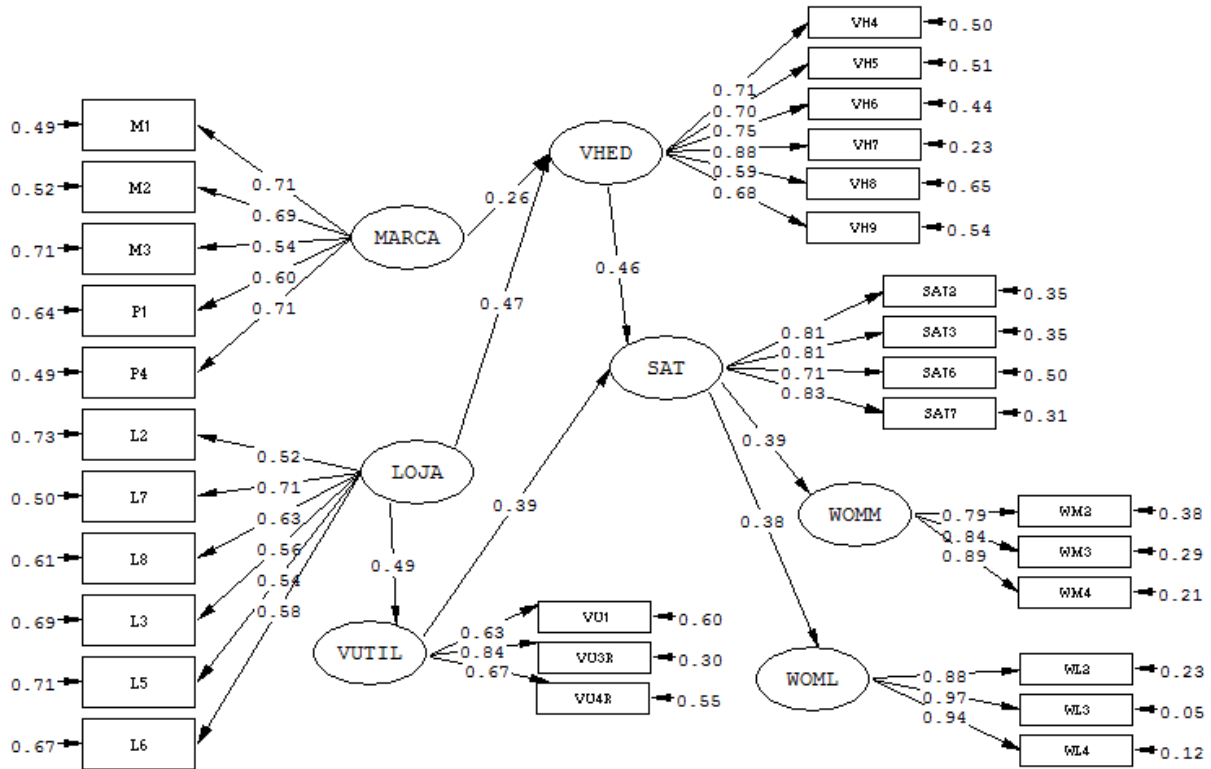 0.49 M1
0.52 M2
0.71 M3
0.64 P1
0.49 P4
0.73 L2
0.50 L7
0.61 L8
0.69 L3
0.71 L5
0.67 L6
0.71
0.69
0.54
0.60
0.71
MARCA
0.52
0.71
0.63
0.56
0.54
0.58
LOJA
0.26
0.47
0.49
VHED
VUTIL
0.46
0.39
SAT
0.39
0.38
WOMM
WOML
0.71 VH4 0.50
0.70 VH5 0.51
0.75 VH6 0.44
0.88 VH7 0.23
0.59 VH8 0.65
0.68 VH9 0.54
0.81 SAT2 0.35
0.81 SAT3 0.35
0.71 SAT6 0.50
0.83 SAT7 0.31
0.79 WM2 0.38
0.84 WM3 0.29
0.89 WM4 0.21
0.63 VU1 0.60
0.84 VU3R 0.30
0.67 VU4R 0.55
0.88 WL2 0.23
0.97 WL3 0.05
0.94 WL4 0.12